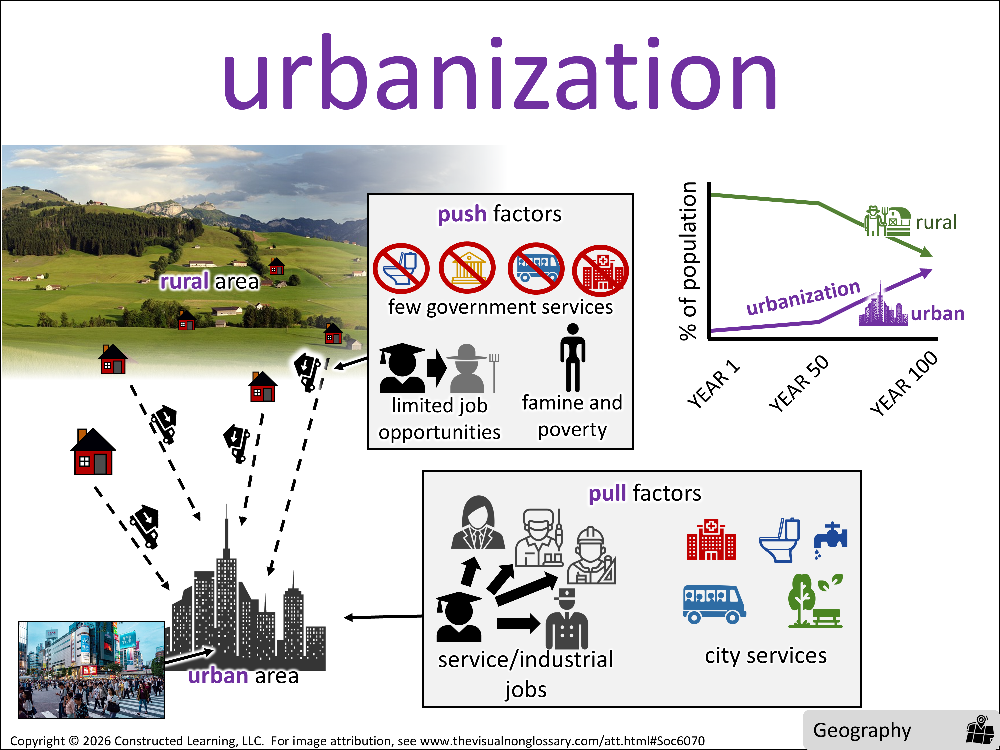 urbanization
rural area
push factors
few government services
limited job
opportunities
famine and
poverty
% of population
rural
urbanization
urban
YEAR 1
YEAR 50
YEAR 100
pull factors
service/industrial
jobs
city services
urban area
Geography
Copyright © 2026 Constructed Learning, LLC.  For image attribution, see www.thevisualnonglossary.com/att.html#Soc6070